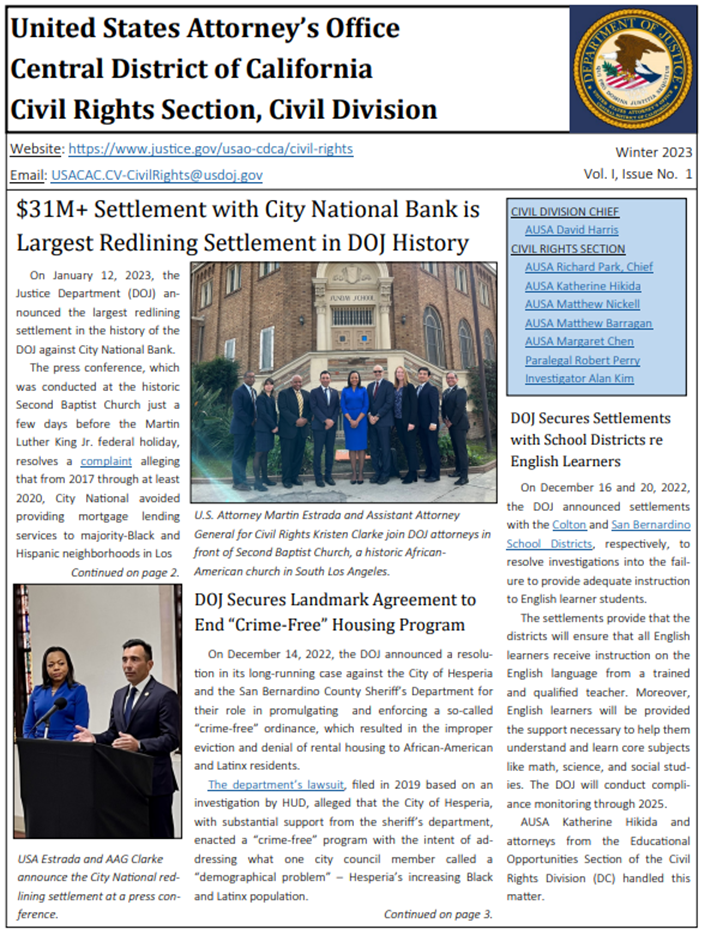 United States Attorney's Office
Central District of California
Civil Rights Section, Civil Division
DEPARTMENT OF JUSTICE
QUI PRO DOMINA JUSTITIA SEQUITUR
Website: https://www.justice.gov/usao-cdca/civil-rights
Email: USACAC.CV-CivilRights@usdoj.gov
Winter 2023
Vol. I, Issue No. 1
$31M+ Settlement with City National Bank is
Largest Redlining Settlement in DOJ History
On January 12, 2023, the
Justice Department (DOJ) an-
nounced the largest redlining
settlement in the history of the
DOJ against City National Bank.
The press conference, which
was conducted at the historic
Second Baptist Church just a
few days before the Martin
Luther King Jr. federal holiday,
resolves a complaint alleging
that from 2017 through at least
2020, City National avoided
providing mortgage lending
services to majority-Black and
Hispanic neighborhoods in Los
Continued on page 2.
U.S. Attorney Martin Estrada and Assistant Attorney
General for Civil Rights Kristen Clarke join DOJ attorneys in
front of Second Baptist Church, a historic African-
American church in South Los Angeles.
USA Estrada and AAG Clarke
announce the City National red-
lining settlement at a press con-
ference.
DOJ Secures Landmark Agreement to
End “Crime-Free” Housing Program
On December 14, 2022, the DOJ announced a resolu-
tion in its long-running case against the City of Hesperia
and the San Bernardino County Sheriff's Department for
their role in promulgating and enforcing a so-called
“crime-free” ordinance, which resulted in the improper
eviction and denial of rental housing to African-American
and Latinx residents.
The department's lawsuit, filed in 2019 based on an
investigation by HUD, alleged that the City of Hesperia,
with substantial support from the sheriff's department,
enacted a “crime-free” program with the intent of ad-
dressing what one city council member called a
“demographical problem” – Hesperia's increasing Black
and Latinx population.
Continued on page 3.
CIVIL DIVISION CHIEF
AUSA David Harris
CIVIL RIGHTS SECTION
AUSA Richard Park, Chief
AUSA Katherine Hikida
AUSA Matthew Nickell
AUSA Matthew Barragan
AUSA Margaret Chen
Paralegal Robert Perry
Investigator Alan Kim
DOJ Secures Settlements
with School Districts re
English Learners
On December 16 and 20, 2022,
the DOJ announced settlements
with the Colton and San Bernardino
School Districts, respectively, to
resolve investigations into the fail-
ure to provide adequate instruction
to English learner students.
The settlements provide that the
districts will ensure that all English
learners receive instruction on the
English language from a trained
and qualified teacher. Moreover,
English learners will be provided
the support necessary to help them
understand and learn core subjects
like math, science, and social stud-
ies. The DOJ will conduct compli-
ance monitoring through 2025.
AUSA Katherine Hikida and
attorneys from the Educational
Opportunities Section of the Civil
Rights Division (DC) handled this
matter.